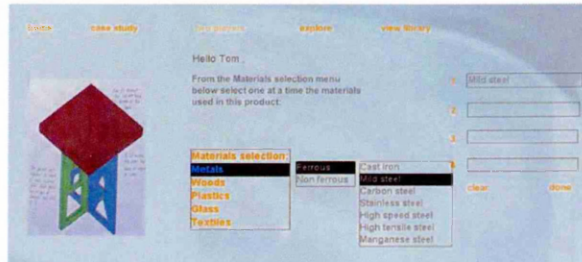 case study
explore
view library
Hello Tom,
From the Materials selection menu
below select one at a time the materials
used in this product.
1 Mild steel
2
3
Materials selection:
Metals
Woods
Plastics
Glass
Textiles
Ferrous
Non ferrous
Cast iron
Mild steel
Carbon steel
Stainless steel
High speed steel
High tensile steel
Manganese steel
clear
done